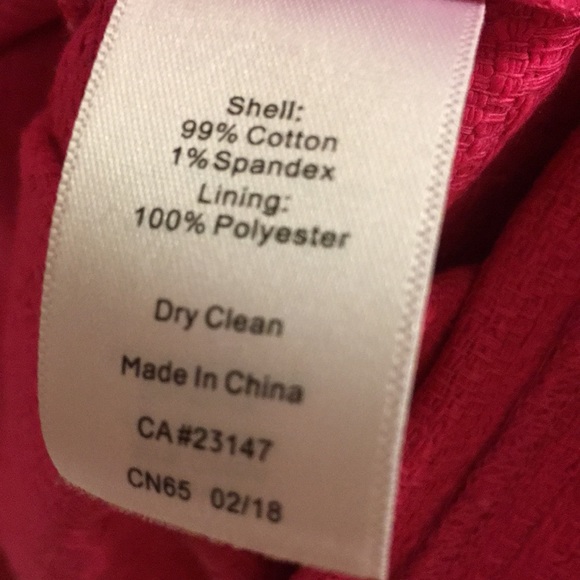 Shell:
99% Cotton
1% Spandex
Lining:
100% Polyester
Dry Clean
Made In China
CA#23147
CN65 02/18